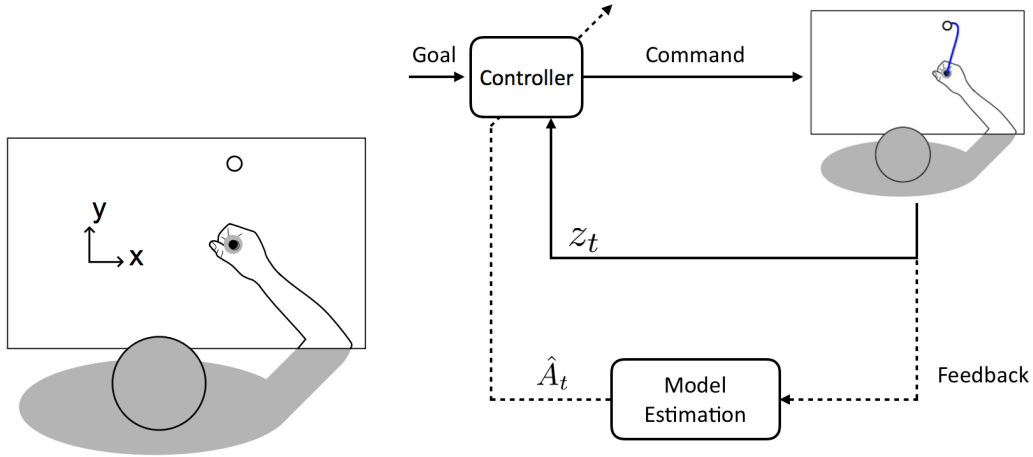 y
x
Goal
Controller
Command
z_t
Â_t
Model
Estimation
Feedback